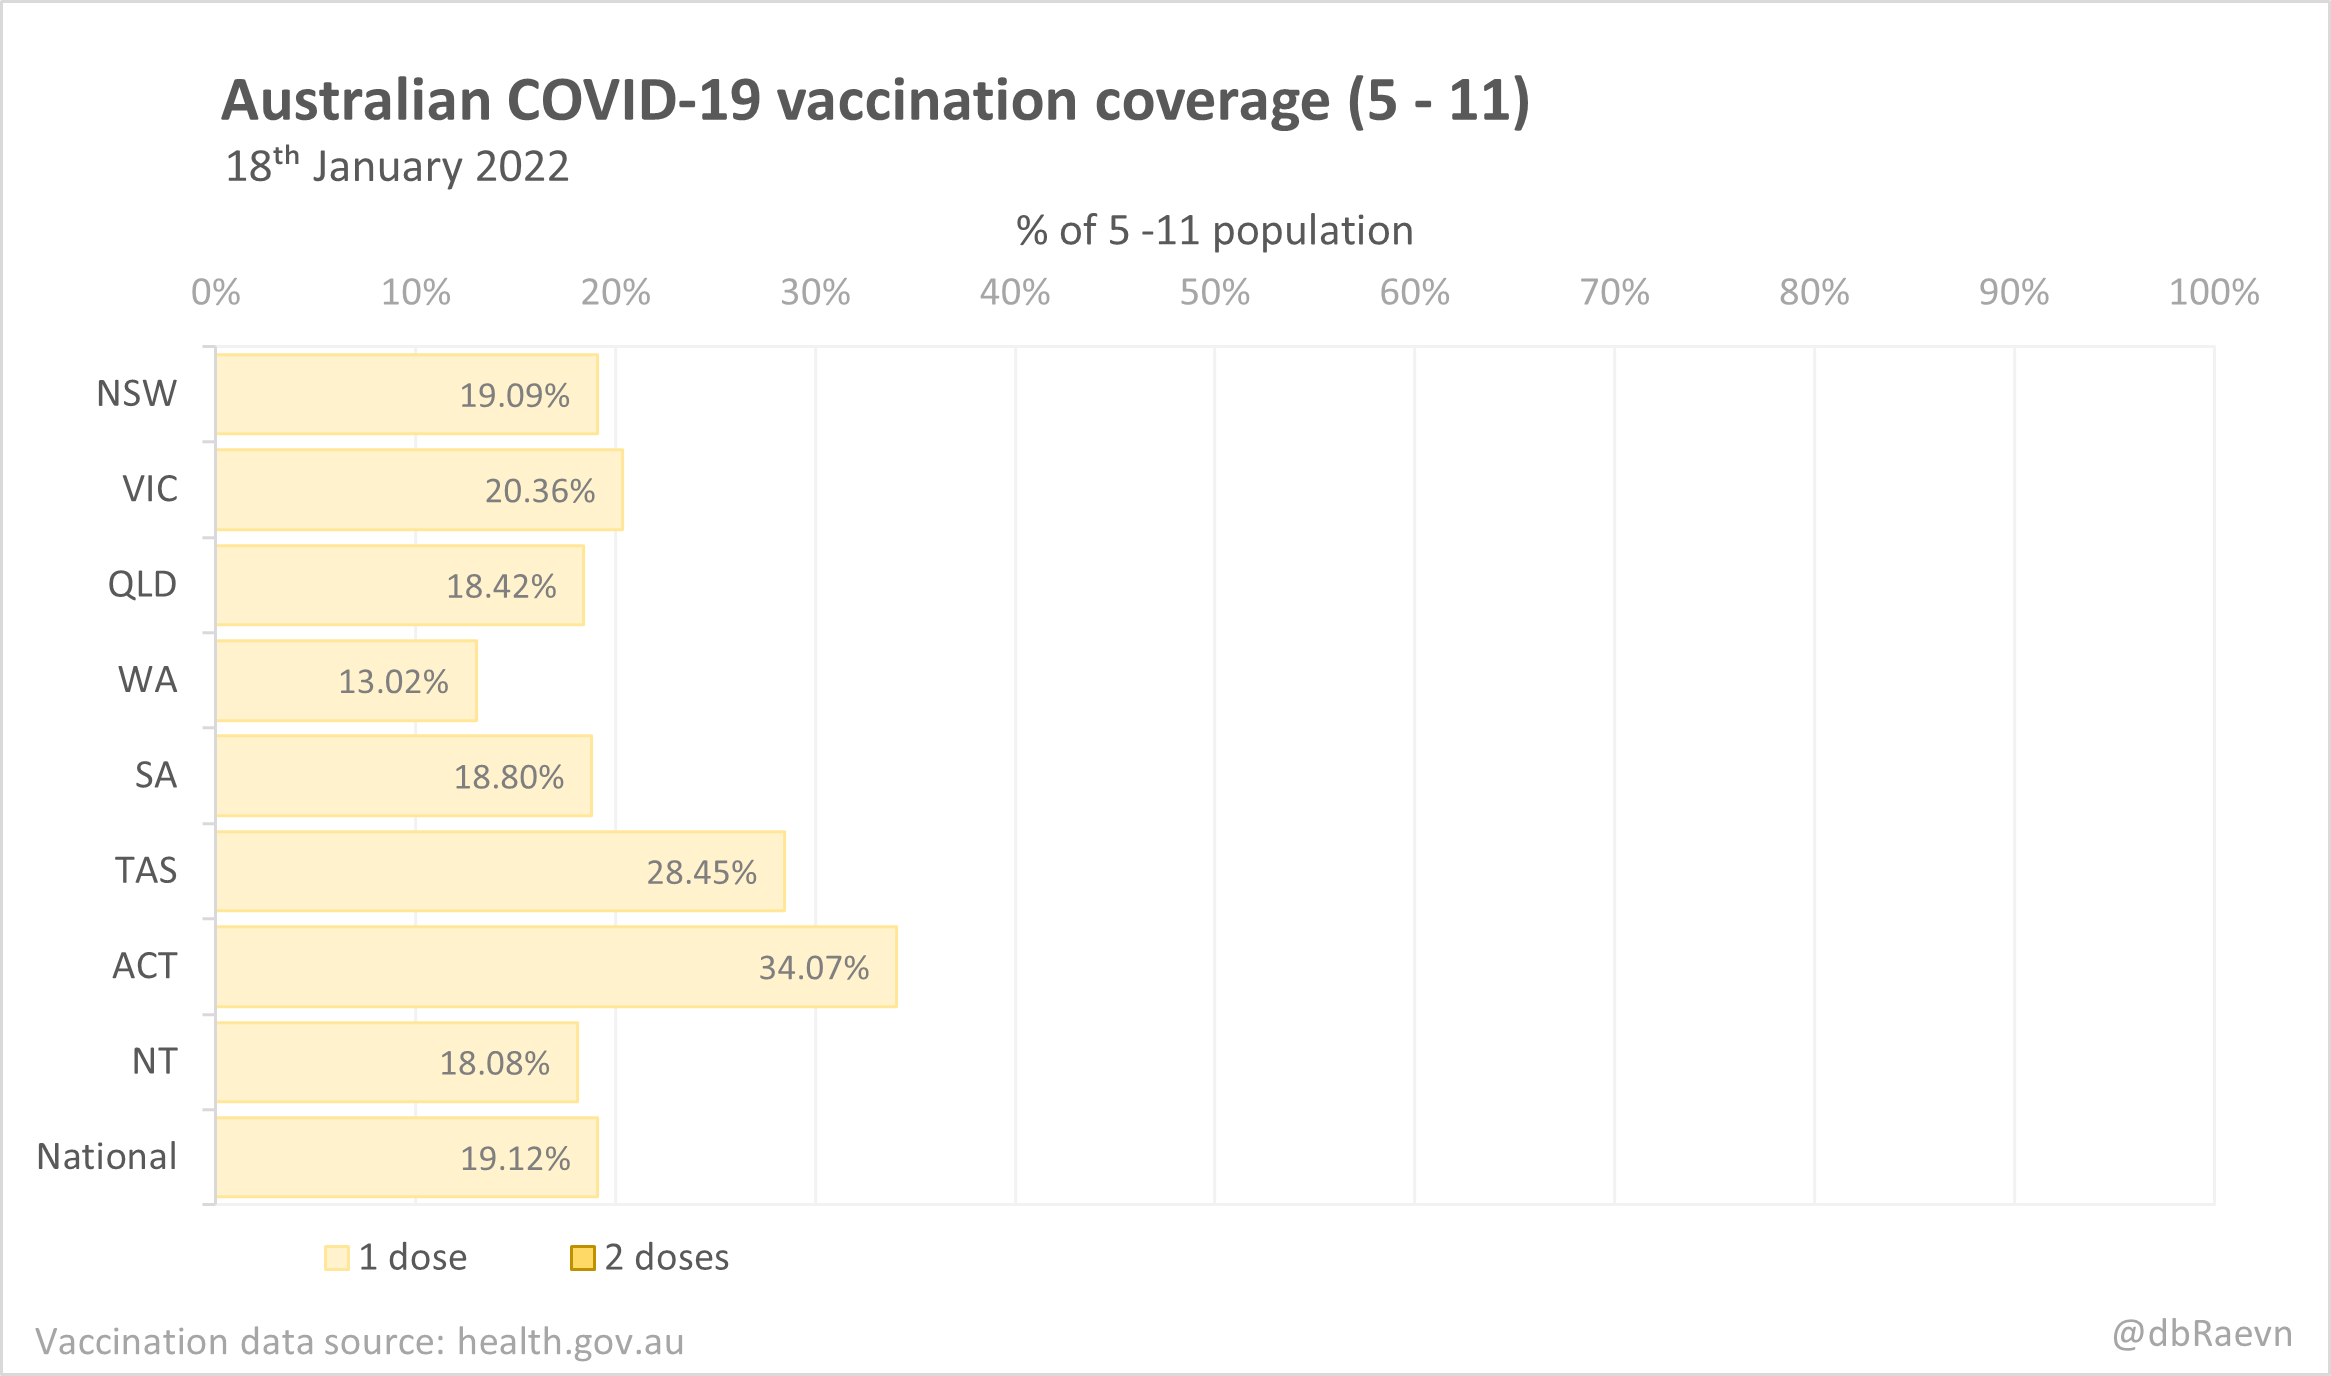 Australian COVID-19 vaccination coverage (5 - 11)
18th January 2022
% of 5 -11 population
0% 10% 20% 30% 40% 50% 60% 70% 80% 90% 100%
NSW 19.09%
VIC 20.36%
QLD 18.42%
WA 13.02%
SA 18.80%
TAS 28.45%
ACT 34.07%
NT 18.08%
National 19.12%
1 dose 2 doses
Vaccination data source: health.gov.au
@dbRaevn